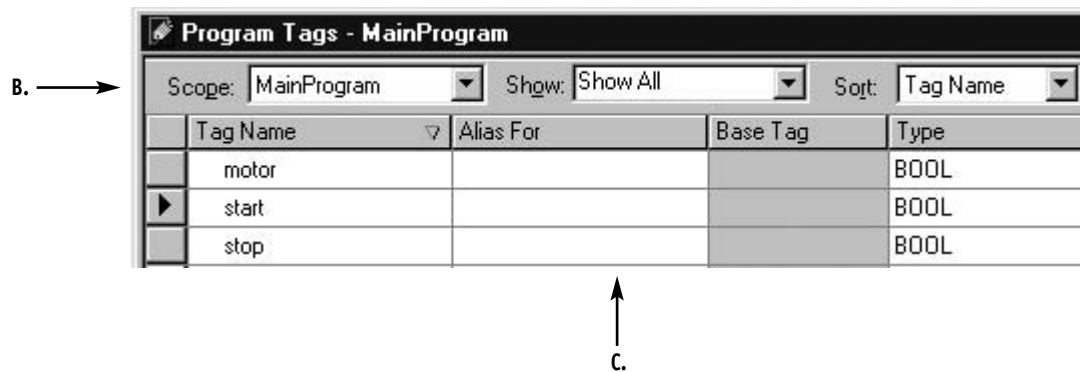 Program Tags - MainProgram
B. Scope: MainProgram Show: Show All Sort: Tag Name
Tag Name Alias For Base Tag Type
motor BOOL
start BOOL
stop BOOL
C.